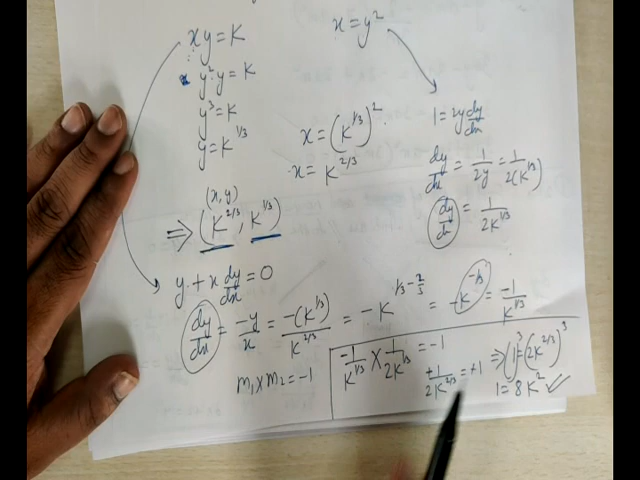 xy = K
x = y²
y²·y = K
y³ = K
y = K^{1/3}
x = (K^{1/3})²
x = K^{2/3}
1 = 2y dy/dx
dy/dx = 1/2y = 1/2(K^{1/3})
dy/dx = 1/2K^{1/3}
(x, y)
⇒ (K^{2/3}, K^{1/3})
y + x dy/dx = 0
dy/dx = -y/x = -(K^{1/3})/K^{2/3} = -K^{1/3-2/3} = -K^{-1/3} = -1/K^{1/3}
m₁ × m₂ = -1
-1/K^{1/3} × 1/2K^{1/3} = -1
+1/2K^{2/3} = +1
⇒ (1)³ = (2K^{2/3})³
1 = 8K² ✓